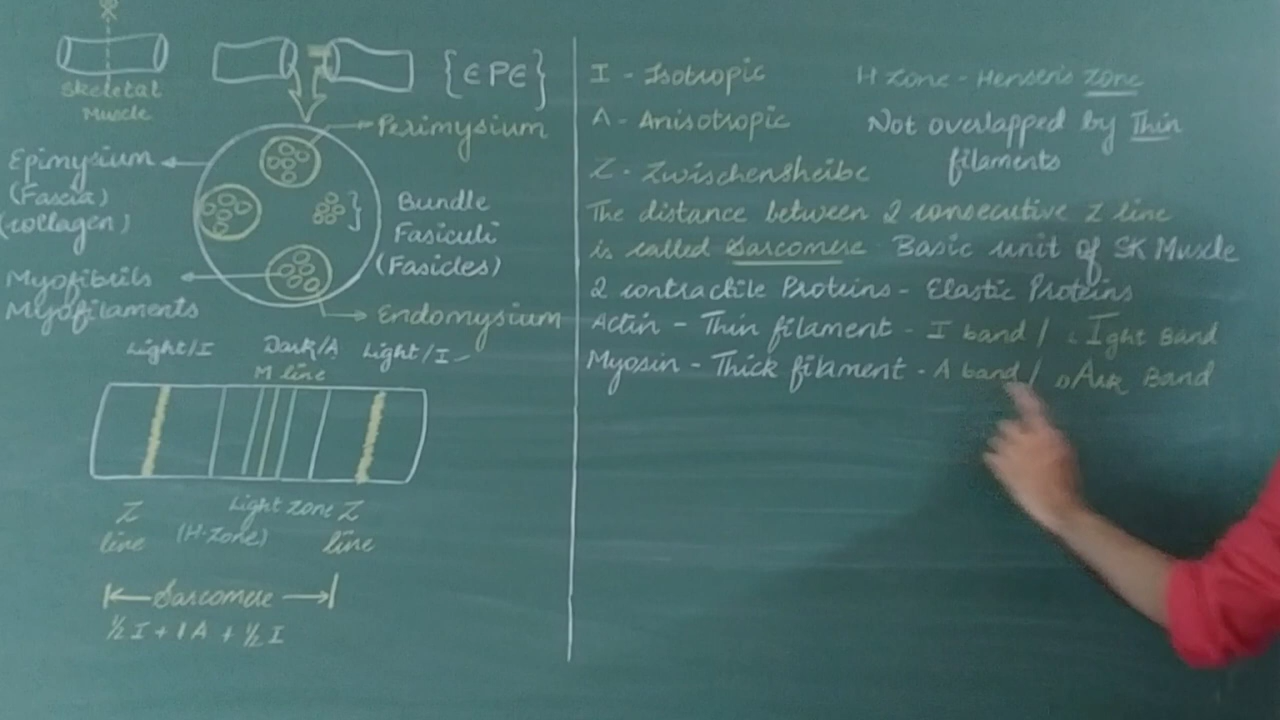 Skeletal
Muscle
{EPE}
Perimysium
Epimysium
(Fascia)
(collagen)
Bundle
Fasiculi
(Fasicles)
Myofibrils
Myofilaments
Endomysium
Light/I
Dark/A
Light/I
M line
Z
line
Light zone
(H-Zone)
Z
line
Sarcomere
½ I + 1 A + ½ I
I - Isotropic
A - Anisotropic
Z - Zwischensheibe
H Zone - Hensen's Zone
Not overlapped by Thin
filaments
The distance between 2 consecutive Z line
is called Sarcomere Basic unit of SK Muscle
2 contractile Proteins - Elastic Proteins
Actin - Thin filament - I band / LIght Band
Myosin - Thick filament - A band / DArk Band